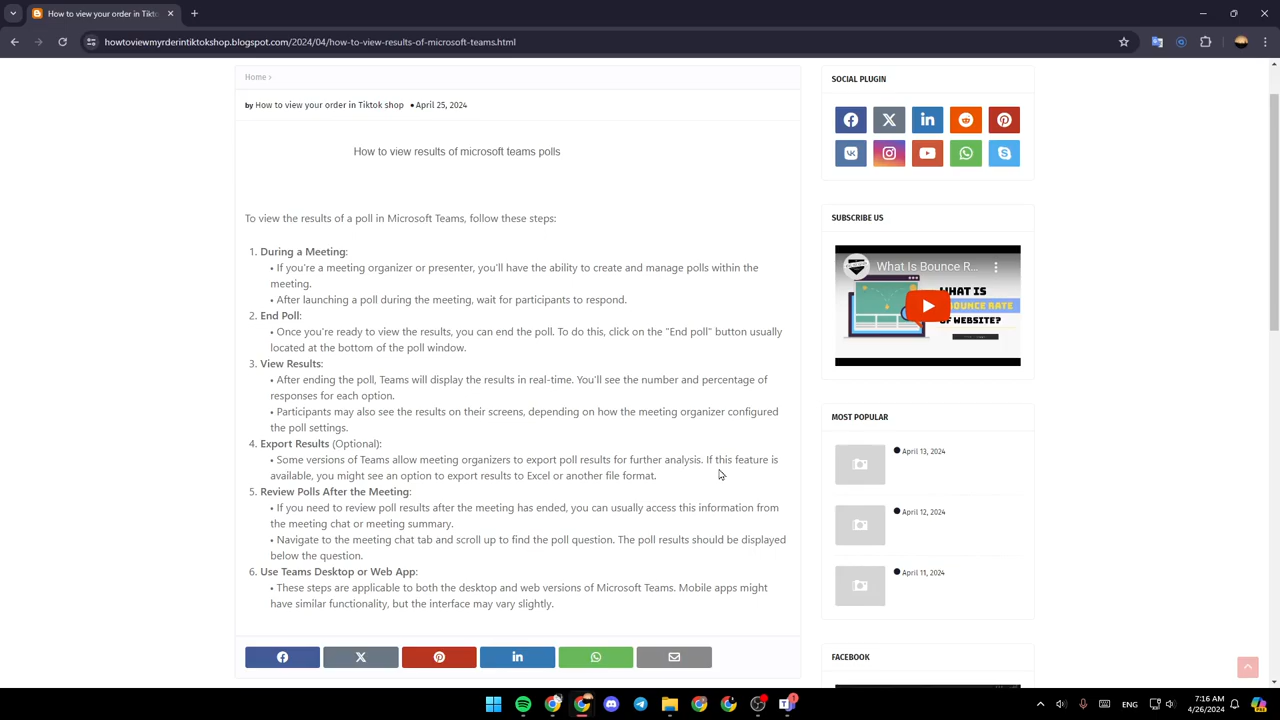 How to view your order in Tikt
howtoviewmyrderintiktokshop.blogspot.com/2024/04/how-to-view-results-of-microsoft-teams.html
Home ›
by How to view your order in Tiktok shop ● April 25, 2024
How to view results of microsoft teams polls
To view the results of a poll in Microsoft Teams, follow these steps:
1. During a Meeting:
• If you're a meeting organizer or presenter, you'll have the ability to create and manage polls within the
meeting.
• After launching a poll during the meeting, wait for participants to respond.
2. End Poll:
• Once you're ready to view the results, you can end the poll. To do this, click on the "End poll" button usually
located at the bottom of the poll window.
3. View Results:
• After ending the poll, Teams will display the results in real-time. You'll see the number and percentage of
responses for each option.
• Participants may also see the results on their screens, depending on how the meeting organizer configured
the poll settings.
4. Export Results (Optional):
• Some versions of Teams allow meeting organizers to export poll results for further analysis. If this feature is
available, you might see an option to export results to Excel or another file format.
5. Review Polls After the Meeting:
• If you need to review poll results after the meeting has ended, you can usually access this information from
the meeting chat or meeting summary.
• Navigate to the meeting chat tab and scroll up to find the poll question. The poll results should be displayed
below the question.
6. Use Teams Desktop or Web App:
• These steps are applicable to both the desktop and web versions of Microsoft Teams. Mobile apps might
have similar functionality, but the interface may vary slightly.
SOCIAL PLUGIN
SUBSCRIBE US
What Is Bounce R...
WHAT IS
BOUNCE RATE
OF WEBSITE?
MOST POPULAR
April 13, 2024
April 12, 2024
April 11, 2024
FACEBOOK
ENG
7:16 AM
4/26/2024